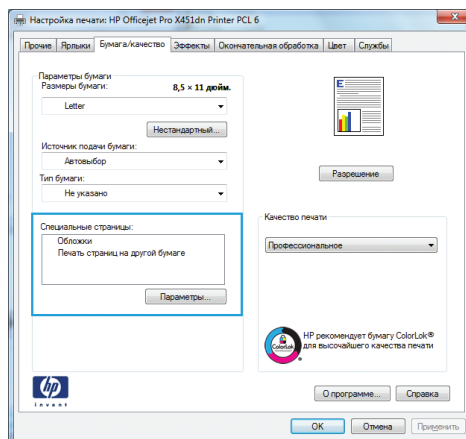 Настройка печати: HP Officejet Pro X451dn Printer PCL 6
Прочие Ярлыки Бумага/качество Эффекты Окончательная обработка Цвет Службы
Параметры бумаги
Размеры бумаги: 8,5 × 11 дюйм.
Letter
Нестандартный...
Источник подачи бумаги:
Автовыбор
Тип бумаги:
Не указано
Специальные страницы:
Обложки
Печать страниц на другой бумаге
Параметры...
E
Разрешение
Качество печати
Профессиональное
ColorLok
HP рекомендует бумагу ColorLok®
для высочайшего качества печати
hp
invent
О программе... Справка
OK Отмена Применить